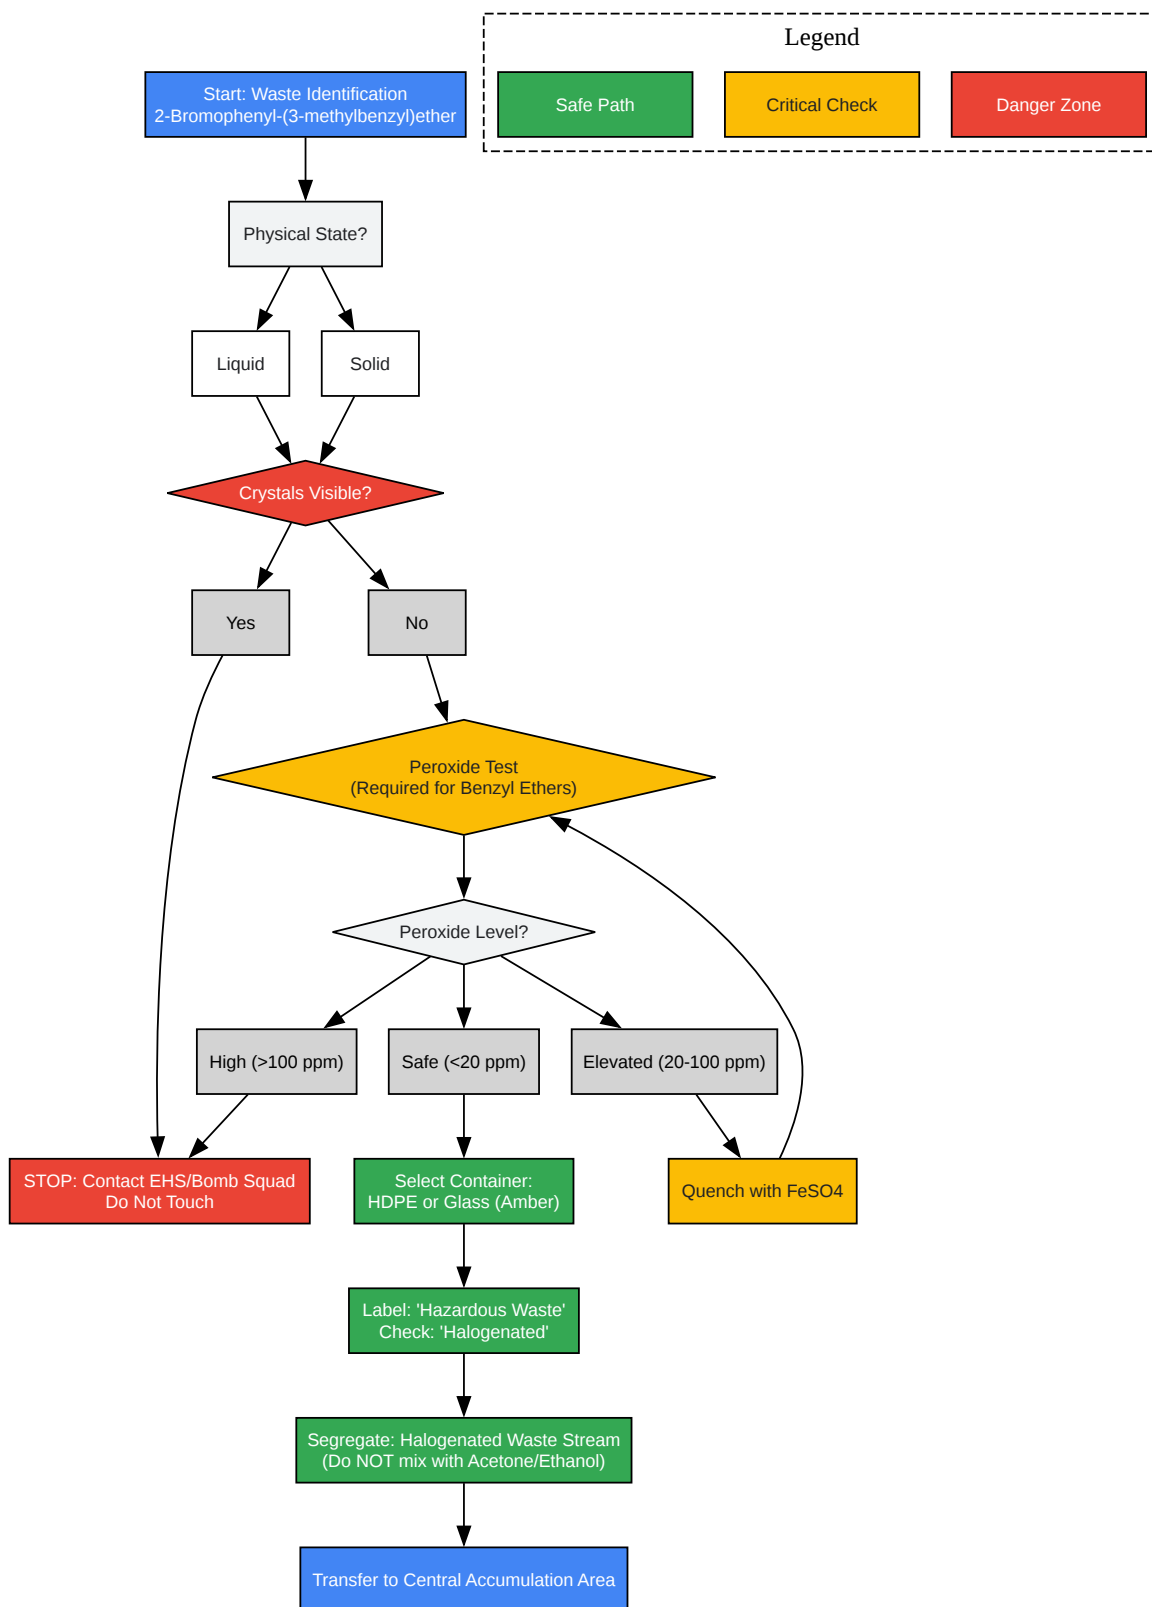 Legend
Safe Path
Critical Check
Danger Zone
Start: Waste Identification
2-Bromophenyl-(3-methylbenzyl)ether
Physical State?
Liquid
Solid
Crystals Visible?
Yes
No
Peroxide Test
(Required for Benzyl Ethers)
Peroxide Level?
High (>100 ppm)
Safe (<20 ppm)
Elevated (20-100 ppm)
STOP: Contact EHS/Bomb Squad
Do Not Touch
Select Container:
HDPE or Glass (Amber)
Quench with FeSO4
Label: 'Hazardous Waste'
Check: 'Halogenated'
Segregate: Halogenated Waste Stream
(Do NOT mix with Acetone/Ethanol)
Transfer to Central Accumulation Area